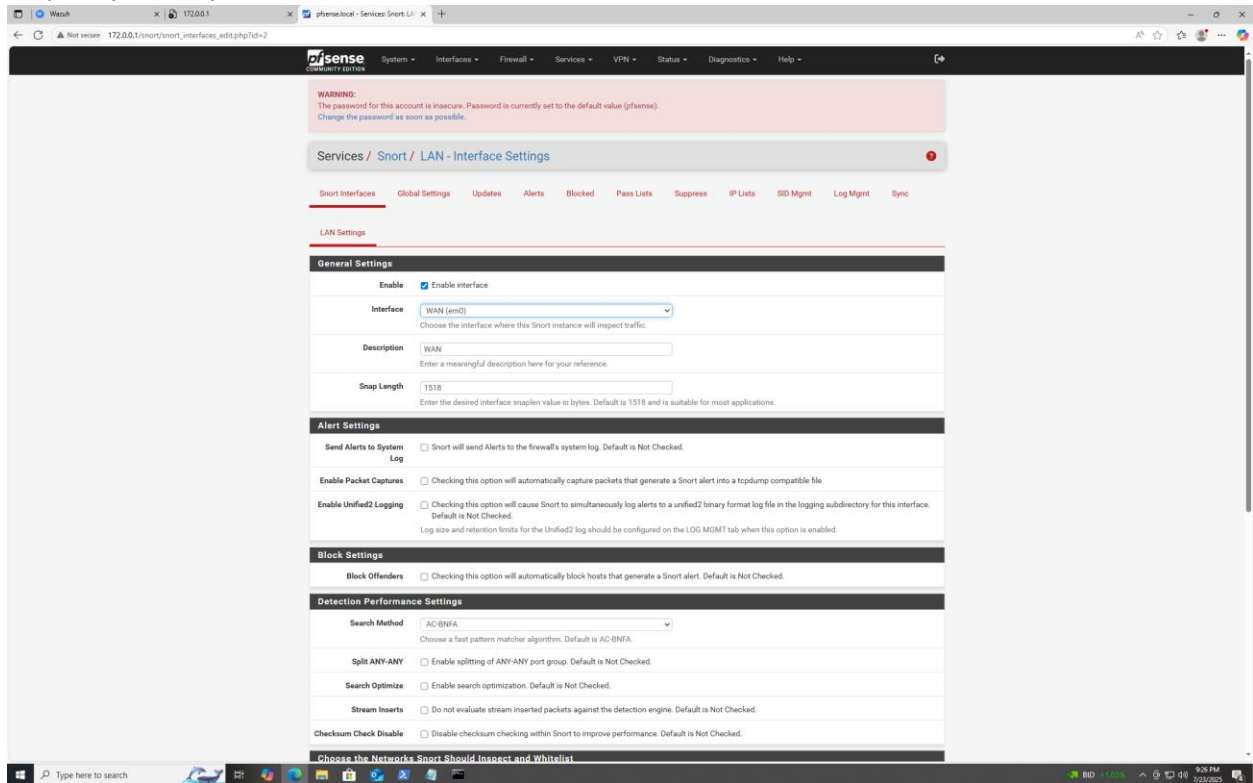 Wazuh
172.0.0.1
pfsense.local - Services: Snort: LA
Not secure 172.0.0.1/snort/snort_interfaces_edit.php?id=2
pfsense
COMMUNITY EDITION
System Interfaces Firewall Services VPN Status Diagnostics Help
WARNING:
The password for this account is insecure. Password is currently set to the default value (pfsense).
Change the password as soon as possible.
Services / Snort / LAN - Interface Settings
Snort Interfaces Global Settings Updates Alerts Blocked Pass Lists Suppress IP Lists SID Mgmt Log Mgmt Sync
LAN Settings
General Settings
Enable Enable interface
Interface WAN (em0)
Choose the interface where this Snort instance will inspect traffic.
Description WAN
Enter a meaningful description here for your reference.
Snap Length 1518
Enter the desired interface snaplen value in bytes. Default is 1518 and is suitable for most applications.
Alert Settings
Send Alerts to System Log Snort will send Alerts to the firewall's system log. Default is Not Checked.
Enable Packet Captures Checking this option will automatically capture packets that generate a Snort alert into a tcpdump compatible file
Enable Unified2 Logging Checking this option will cause Snort to simultaneously log alerts to a unified2 binary format log file in the logging subdirectory for this interface.
Default is Not Checked.
Log size and retention limits for the Unified2 log should be configured on the LOG MGMT tab when this option is enabled.
Block Settings
Block Offenders Checking this option will automatically block hosts that generate a Snort alert. Default is Not Checked.
Detection Performance Settings
Search Method AC-BNFA
Choose a fast pattern matcher algorithm. Default is AC-BNFA.
Split ANY-ANY Enable splitting of ANY-ANY port group. Default is Not Checked.
Search Optimize Enable search optimization. Default is Not Checked.
Stream Inserts Do not evaluate stream inserted packets against the detection engine. Default is Not Checked.
Checksum Check Disable Disable checksum checking within Snort to improve performance. Default is Not Checked.
Choose the Networks Snort Should Inspect and Whitelist
Type here to search
BID
9:26 PM
7/23/2025